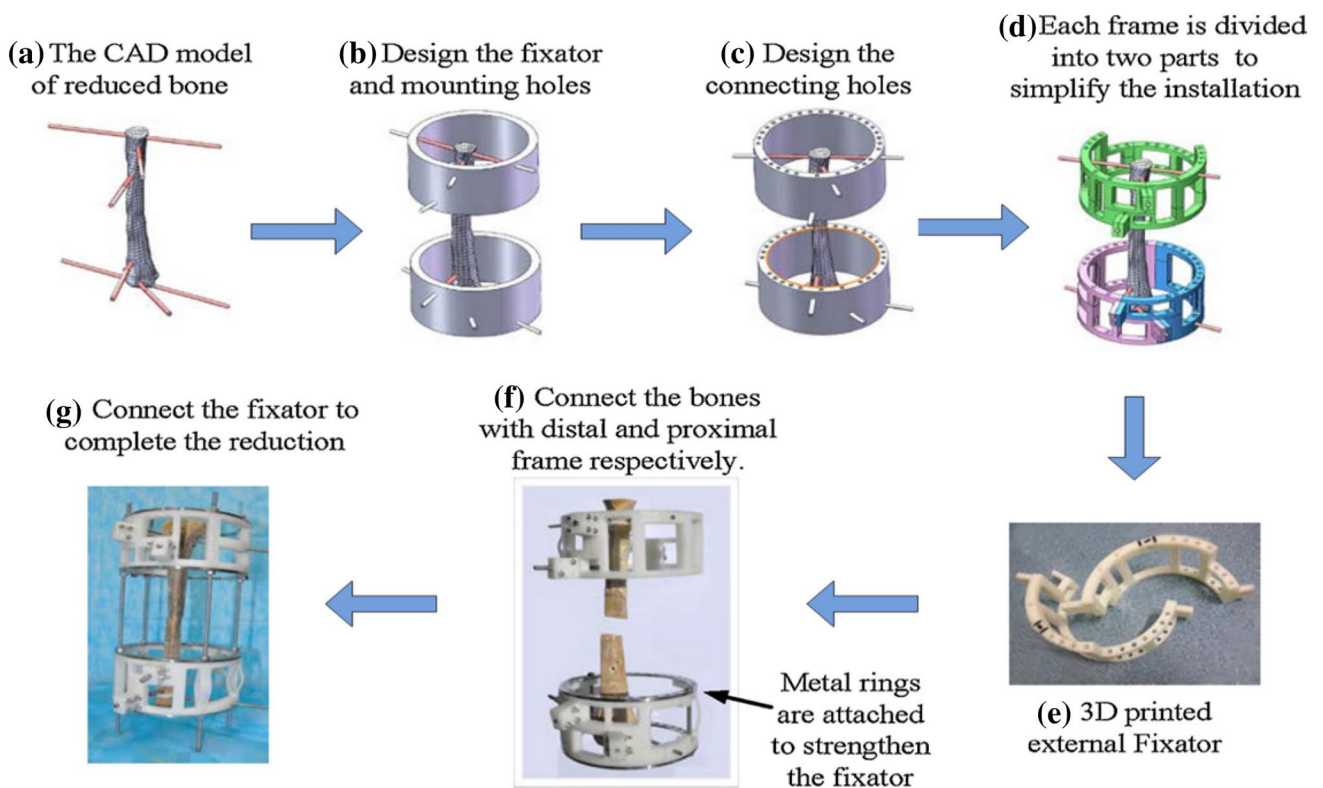 (a) The CAD model
of reduced bone
(b) Design the fixator
and mounting holes
(c) Design the
connecting holes
(d) Each frame is divided
into two parts to
simplify the installation
(e) 3D printed
external Fixator
(f) Connect the bones
with distal and proximal
frame respectively.
Metal rings
are attached
to strengthen
the fixator
(g) Connect the fixator to
complete the reduction